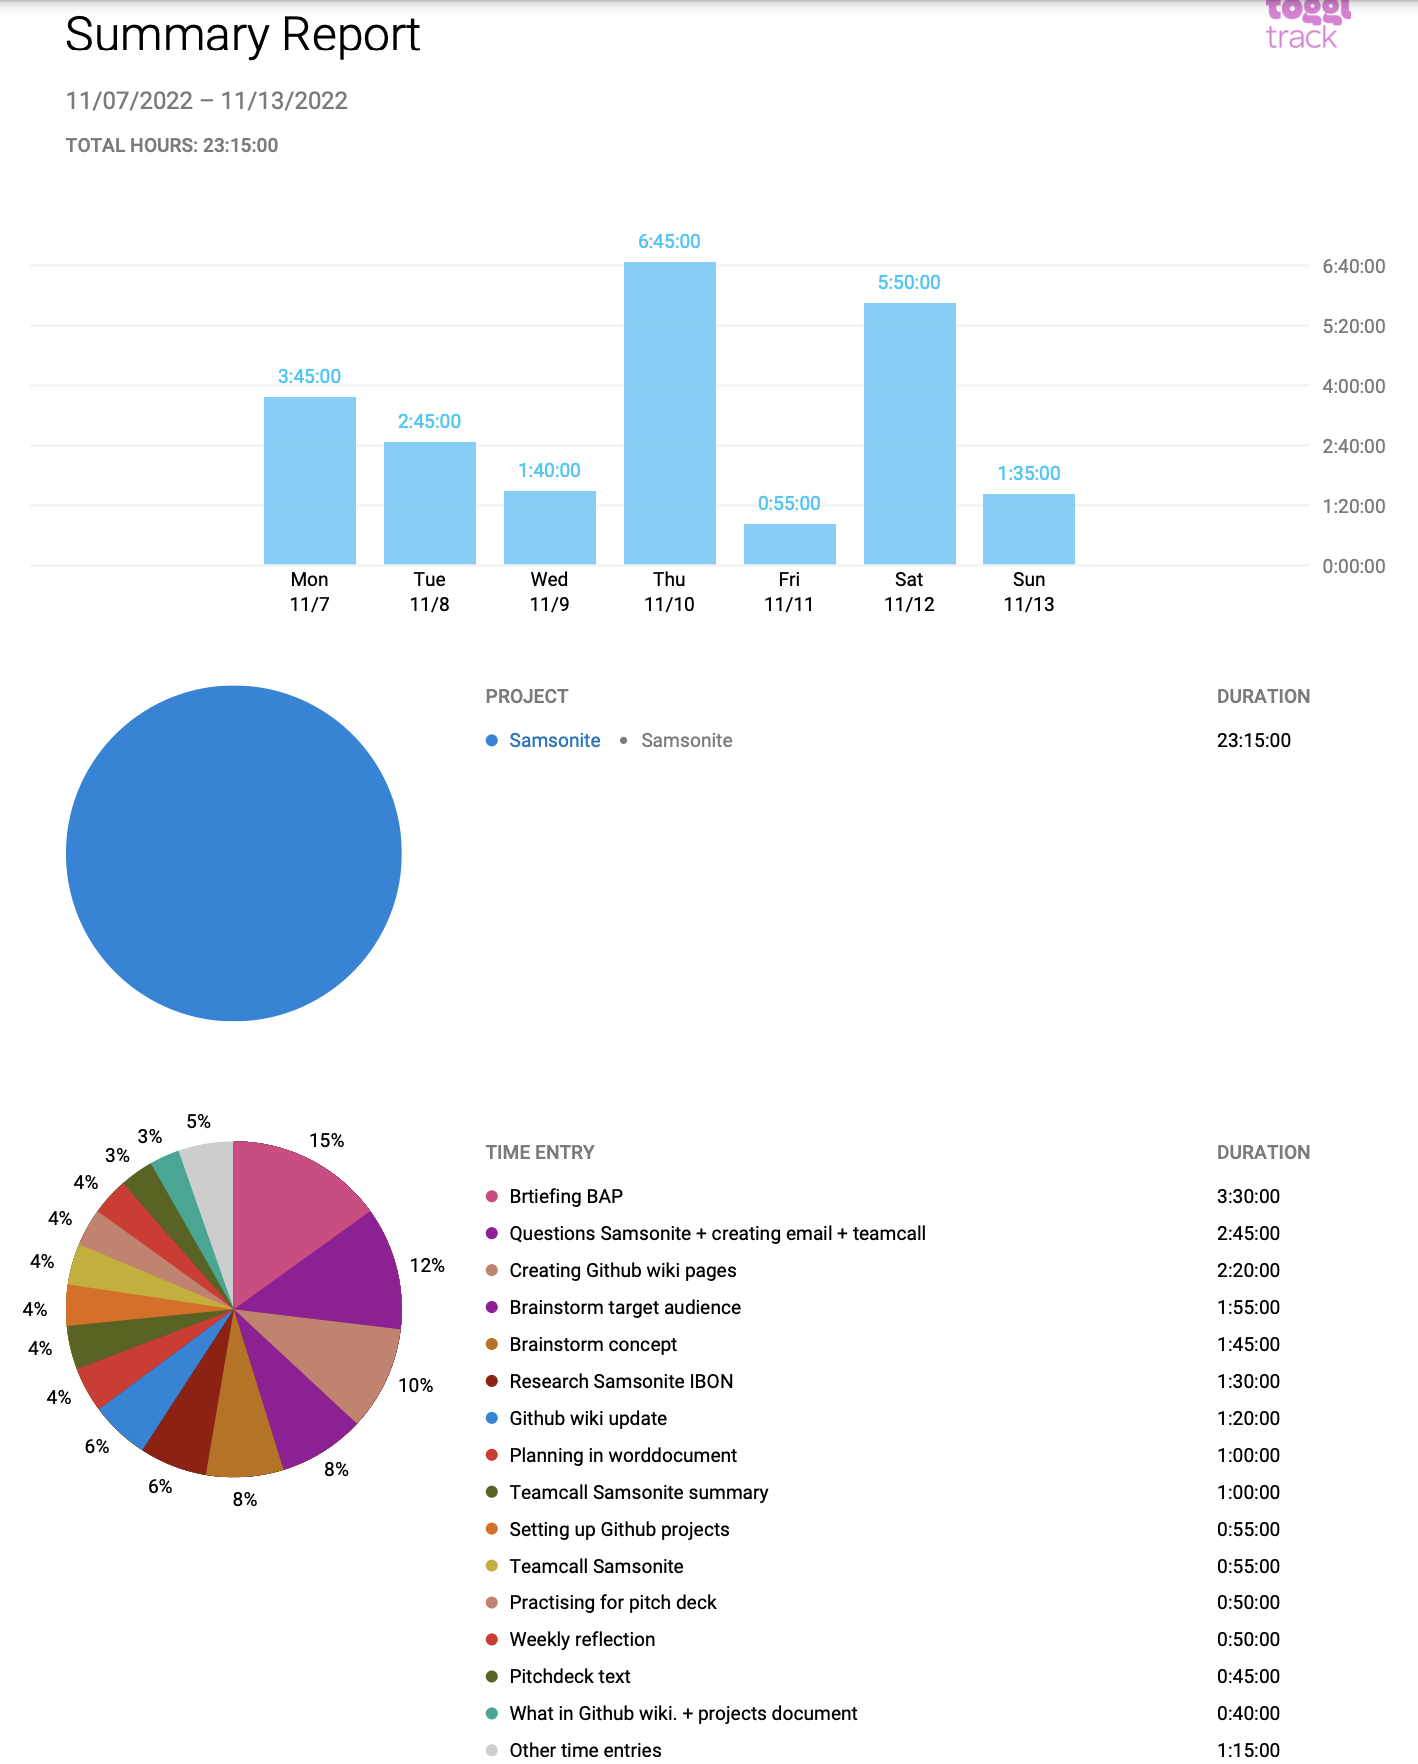 Summary Report
toggl
track
11/07/2022 – 11/13/2022
TOTAL HOURS: 23:15:00
6:45:00
6:40:00
5:50:00
5:20:00
3:45:00
4:00:00
2:45:00
2:40:00
1:40:00
1:35:00
0:55:00
1:20:00
0:00:00
Mon Tue Wed Thu Fri Sat Sun
11/7 11/8 11/9 11/10 11/11 11/12 11/13
PROJECT DURATION
Samsonite • Samsonite 23:15:00
5%
3%
3%
4%
4%
4%
4%
4%
4%
6%
6%
8%
8%
10%
12%
15%
TIME ENTRY DURATION
Brtiefing BAP 3:30:00
Questions Samsonite + creating email + teamcall 2:45:00
Creating Github wiki pages 2:20:00
Brainstorm target audience 1:55:00
Brainstorm concept 1:45:00
Research Samsonite IBON 1:30:00
Github wiki update 1:20:00
Planning in worddocument 1:00:00
Teamcall Samsonite summary 1:00:00
Setting up Github projects 0:55:00
Teamcall Samsonite 0:55:00
Practising for pitch deck 0:50:00
Weekly reflection 0:50:00
Pitchdeck text 0:45:00
What in Github wiki. + projects document 0:40:00
Other time entries 1:15:00